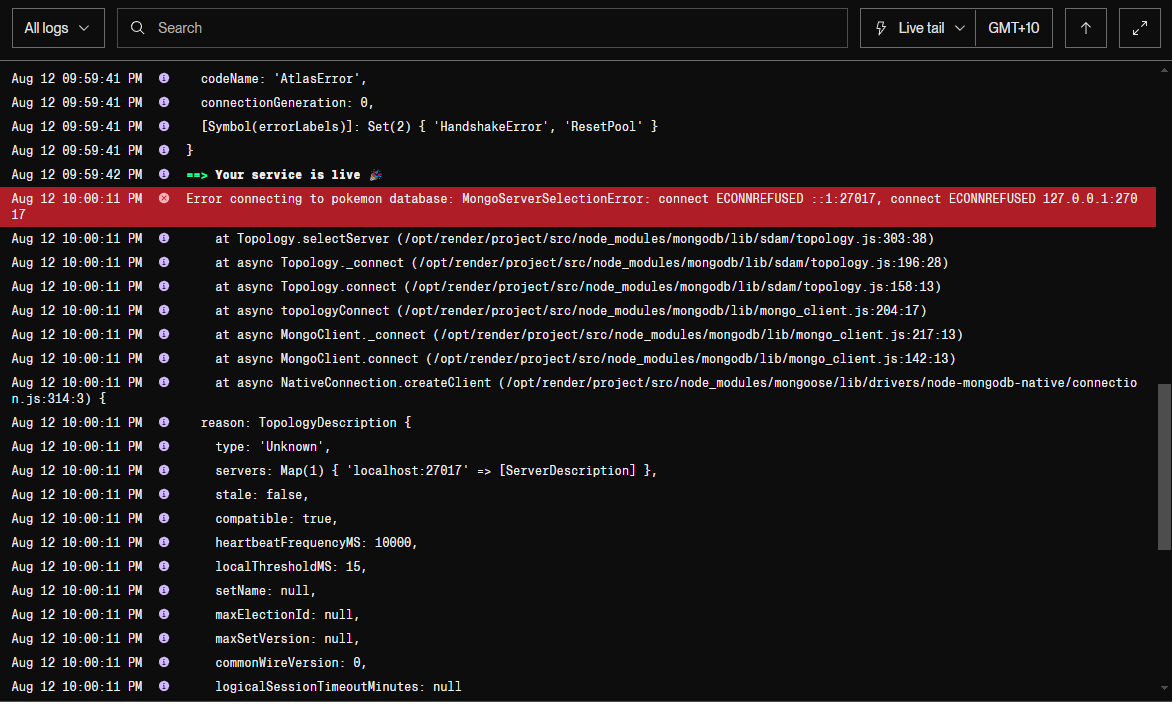 All logs
Search
Live tail
GMT+10
Aug 12 09:59:41 PM codeName: 'AtlasError',
Aug 12 09:59:41 PM connectionGeneration: 0,
Aug 12 09:59:41 PM [Symbol(errorLabels)]: Set(2) { 'HandshakeError', 'ResetPool' }
Aug 12 09:59:41 PM }
Aug 12 09:59:42 PM ==> Your service is live 🎉
Aug 12 10:00:11 PM Error connecting to pokemon database: MongoServerSelectionError: connect ECONNREFUSED ::1:27017, connect ECONNREFUSED 127.0.0.1:270
17
Aug 12 10:00:11 PM at Topology.selectServer (/opt/render/project/src/node_modules/mongodb/lib/sdam/topology.js:303:38)
Aug 12 10:00:11 PM at async Topology._connect (/opt/render/project/src/node_modules/mongodb/lib/sdam/topology.js:196:28)
Aug 12 10:00:11 PM at async Topology.connect (/opt/render/project/src/node_modules/mongodb/lib/sdam/topology.js:158:13)
Aug 12 10:00:11 PM at async topologyConnect (/opt/render/project/src/node_modules/mongodb/lib/mongo_client.js:204:17)
Aug 12 10:00:11 PM at async MongoClient._connect (/opt/render/project/src/node_modules/mongodb/lib/mongo_client.js:217:13)
Aug 12 10:00:11 PM at async MongoClient.connect (/opt/render/project/src/node_modules/mongodb/lib/mongo_client.js:142:13)
Aug 12 10:00:11 PM at async NativeConnection.createClient (/opt/render/project/src/node_modules/mongoose/lib/drivers/node-mongodb-native/connectio
n.js:314:3) {
Aug 12 10:00:11 PM reason: TopologyDescription {
Aug 12 10:00:11 PM type: 'Unknown',
Aug 12 10:00:11 PM servers: Map(1) { 'localhost:27017' => [ServerDescription] },
Aug 12 10:00:11 PM stale: false,
Aug 12 10:00:11 PM compatible: true,
Aug 12 10:00:11 PM heartbeatFrequencyMS: 10000,
Aug 12 10:00:11 PM localThresholdMS: 15,
Aug 12 10:00:11 PM setName: null,
Aug 12 10:00:11 PM maxElectionId: null,
Aug 12 10:00:11 PM maxSetVersion: null,
Aug 12 10:00:11 PM commonWireVersion: 0,
Aug 12 10:00:11 PM logicalSessionTimeoutMinutes: null